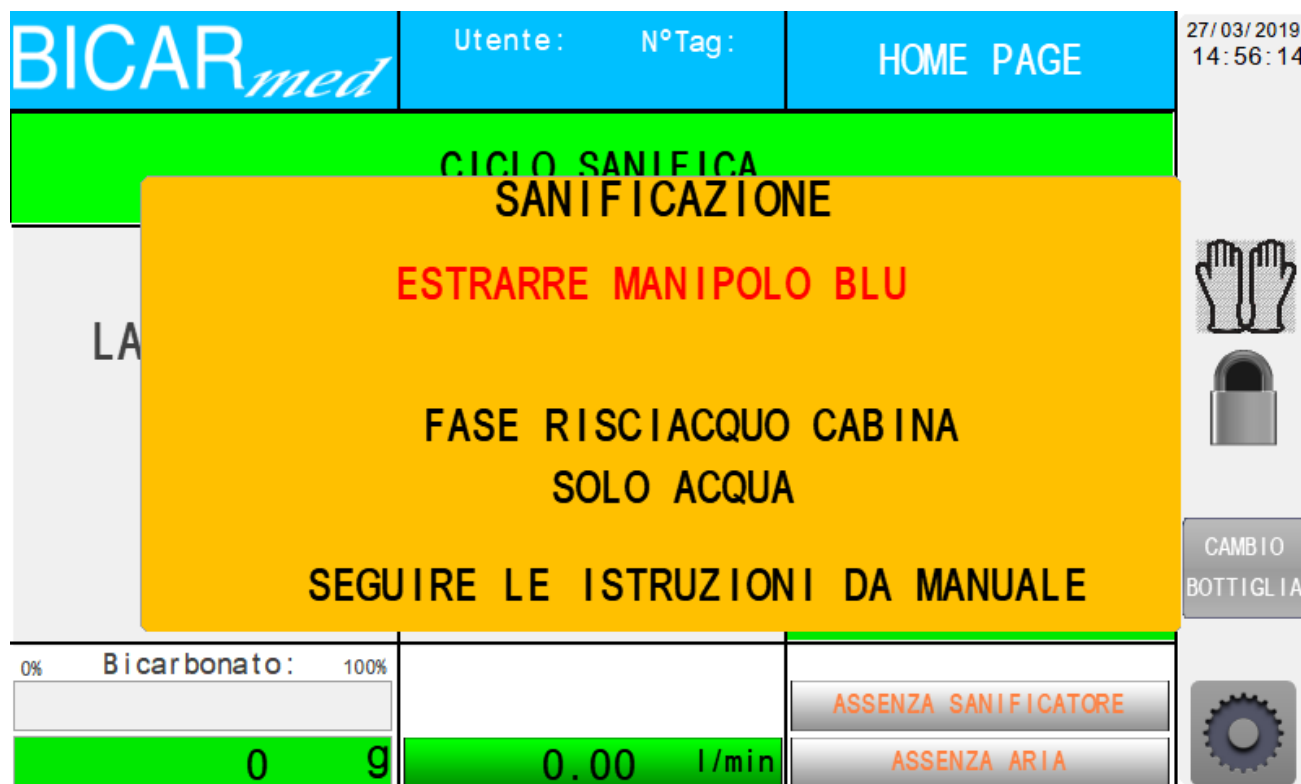 BICARmed
Utente: N°Tag:
HOME PAGE
27/03/2019
14:56:14
CICLO SANIFICA
SANIFICAZIONE
ESTRARRE MANIPOLO BLU
LA
FASE RISCIACQUO CABINA
SOLO ACQUA
SEGUIRE LE ISTRUZIONI DA MANUALE
CAMBIO
BOTTIGLIA
0% Bicarbonato: 100%
0 g
0.00 l/min
ASSENZA SANIFICATORE
ASSENZA ARIA